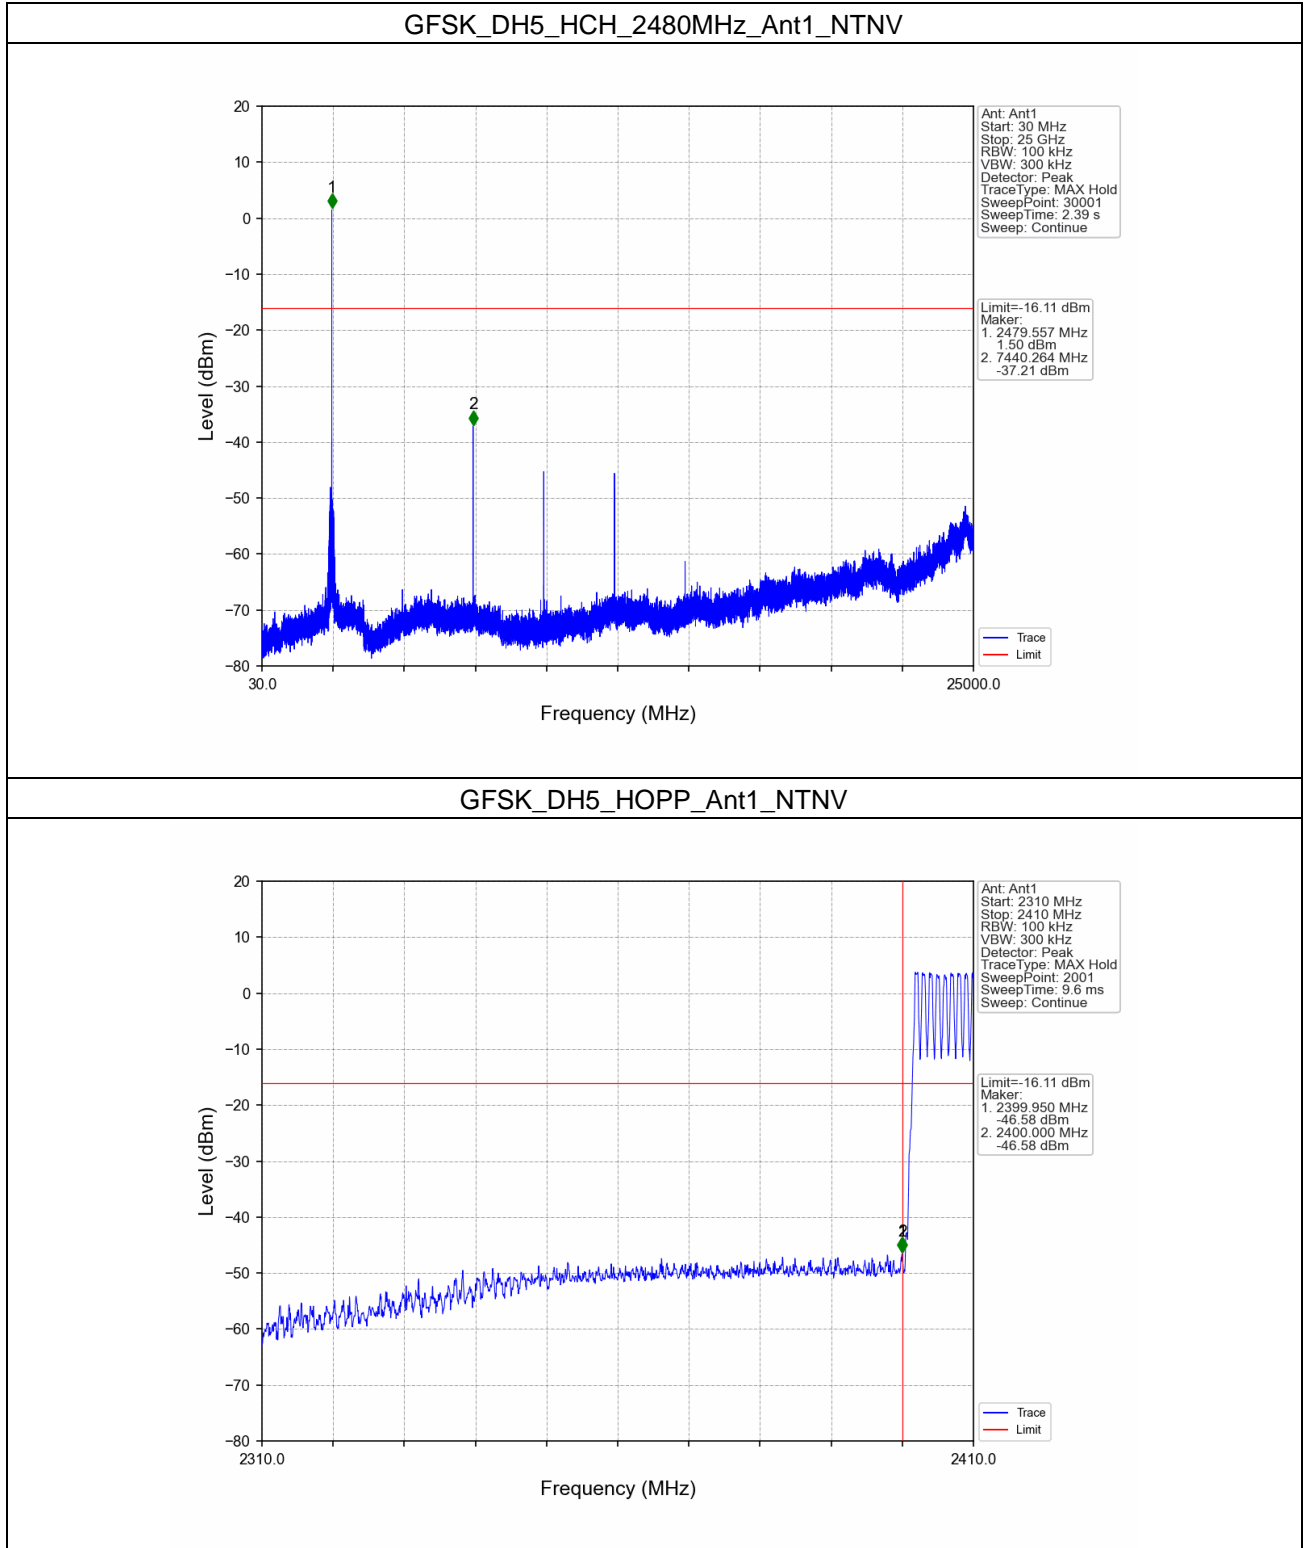 GFSK_DH5_HCH_2480MHz_Ant1_NTNV
20
10
0
−10
−20
−30
−40
−50
−60
−70
−80
Level (dBm)
1
2
30.0
25000.0
Frequency (MHz)
Ant: Ant1
Start: 30 MHz
Stop: 25 GHz
RBW: 100 kHz
VBW: 300 kHz
Detector: Peak
TraceType: MAX Hold
SweepPoint: 30001
SweepTime: 2.39 s
Sweep: Continue
Limit=-16.11 dBm
Maker:
1. 2479.557 MHz
1.50 dBm
2. 7440.264 MHz
-37.21 dBm
Trace
Limit
GFSK_DH5_HOPP_Ant1_NTNV
20
10
0
−10
−20
−30
−40
−50
−60
−70
−80
Level (dBm)
1
2
2310.0
2410.0
Frequency (MHz)
Ant: Ant1
Start: 2310 MHz
Stop: 2410 MHz
RBW: 100 kHz
VBW: 300 kHz
Detector: Peak
TraceType: MAX Hold
SweepPoint: 2001
SweepTime: 9.6 ms
Sweep: Continue
Limit=-16.11 dBm
Maker:
1. 2399.950 MHz
-46.58 dBm
2. 2400.000 MHz
-46.58 dBm
Trace
Limit